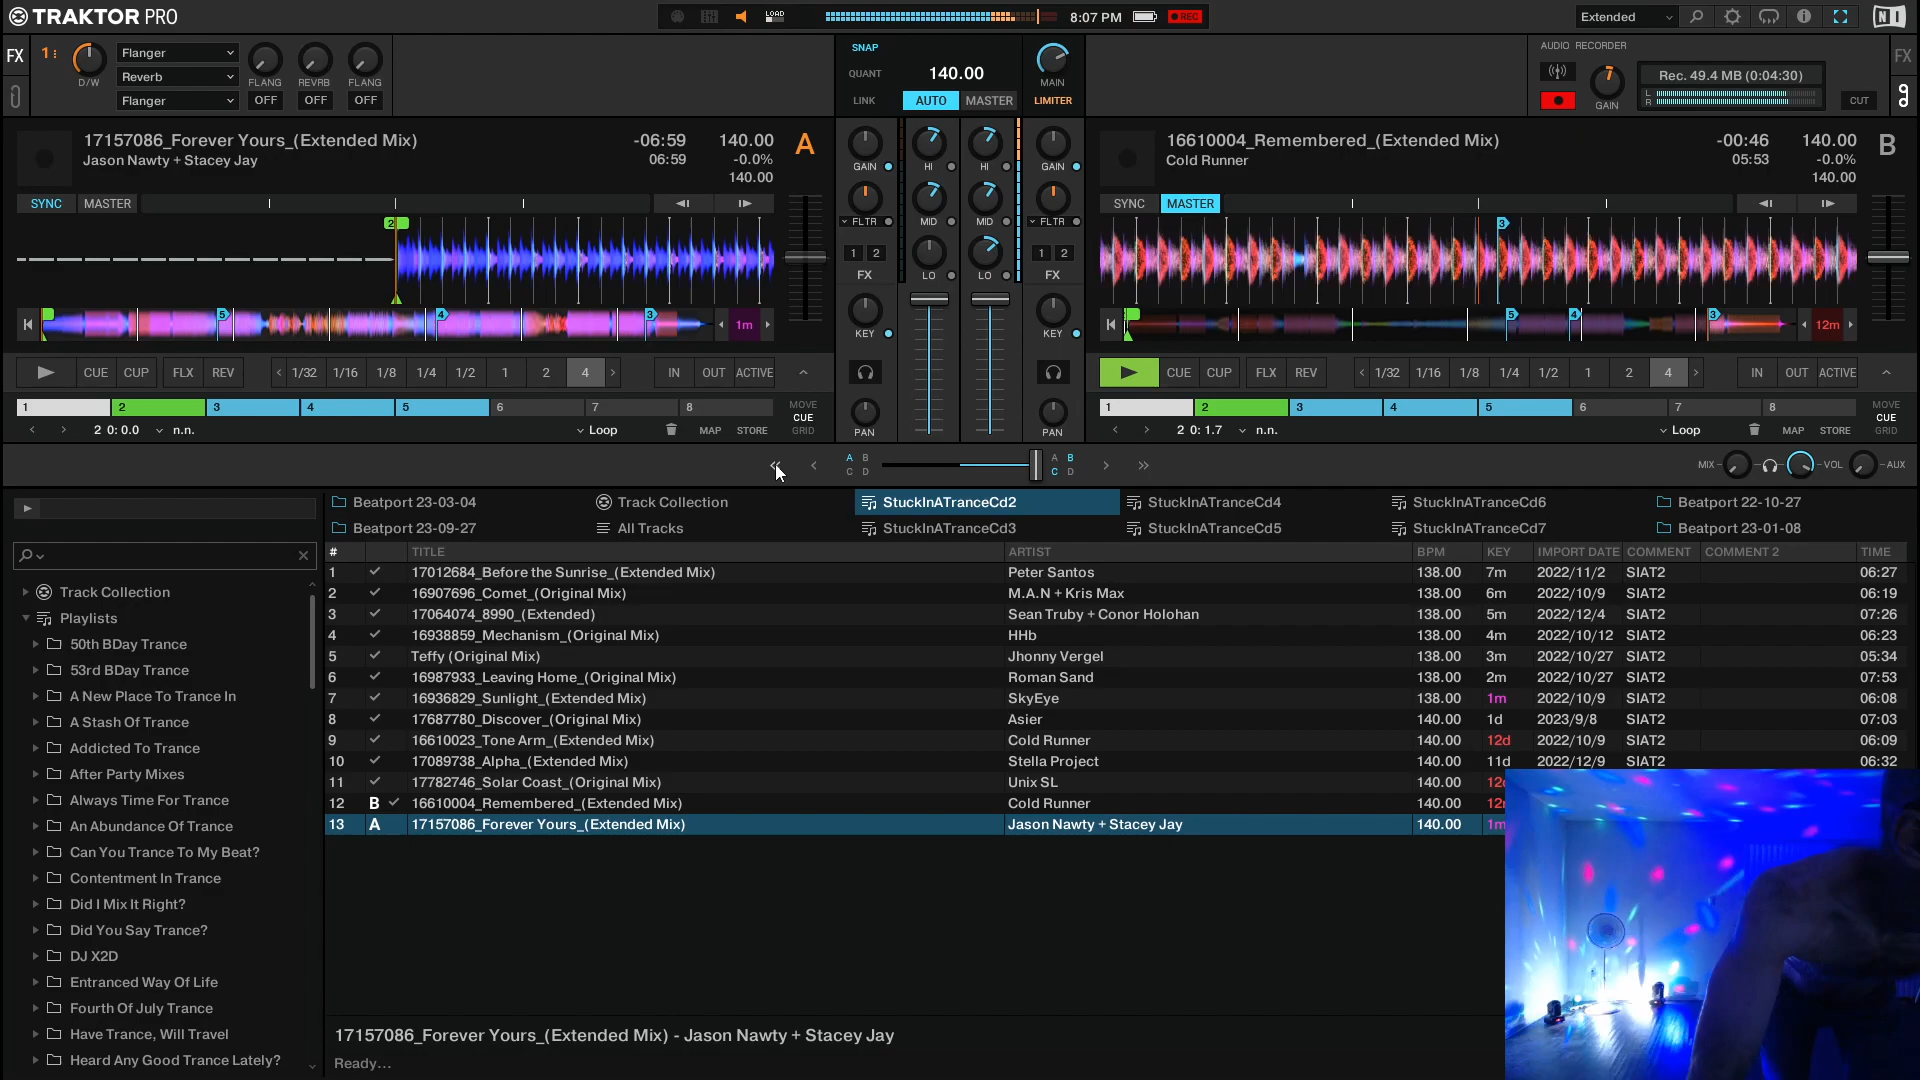 TRAKTOR PRO
LOAD
8:07 PM
REC
Extended
FX
1
D/W
Flanger
Reverb
Flanger
FLANG
REVRB
FLANG
OFF
OFF
OFF
SNAP
QUANT
LINK
140.00
AUTO
MASTER
MAIN
LIMITER
AUDIO RECORDER
GAIN
Rec. 49.4 MB (0:04:30)
L
R
CUT
FX
17157086_Forever Yours_(Extended Mix)
Jason Nawty + Stacey Jay
-06:59
06:59
140.00
-0.0%
140.00
A
SYNC
MASTER
2
5
4
3
1m
CUE
CUP
FLX
REV
1/32
1/16
1/8
1/4
1/2
1
2
4
IN
OUT
ACTIVE
1
2
3
4
5
6
7
8
MOVE
CUE
GRID
2 0: 0.0
n.n.
Loop
MAP
STORE
GAIN
HI
HI
GAIN
FLTR
MID
MID
FLTR
1 2
FX
LO
LO
1 2
FX
KEY
KEY
PAN
PAN
16610004_Remembered_(Extended Mix)
Cold Runner
-00:46
05:53
140.00
-0.0%
140.00
B
SYNC
MASTER
3
5
4
3
12m
CUE
CUP
FLX
REV
1/32
1/16
1/8
1/4
1/2
1
2
4
IN
OUT
ACTIVE
1
2
3
4
5
6
7
8
MOVE
CUE
GRID
2 0: 1.7
n.n.
Loop
MAP
STORE
A B
C D
A B
C D
MIX
VOL
AUX
Beatport 23-03-04
Track Collection
StuckInATranceCd2
StuckInATranceCd4
StuckInATranceCd6
Beatport 22-10-27
Beatport 23-09-27
All Tracks
StuckInATranceCd3
StuckInATranceCd5
StuckInATranceCd7
Beatport 23-01-08
Track Collection
Playlists
50th BDay Trance
53rd BDay Trance
A New Place To Trance In
A Stash Of Trance
Addicted To Trance
After Party Mixes
Always Time For Trance
An Abundance Of Trance
Can You Trance To My Beat?
Contentment In Trance
Did I Mix It Right?
Did You Say Trance?
DJ X2D
Entranced Way Of Life
Fourth Of July Trance
Have Trance, Will Travel
Heard Any Good Trance Lately?
# TITLE ARTIST BPM KEY IMPORT DATE COMMENT COMMENT 2 TIME
1 17012684_Before the Sunrise_(Extended Mix) Peter Santos 138.00 7m 2022/11/2 SIAT2 06:27
2 16907696_Comet_(Original Mix) M.A.N + Kris Max 138.00 6m 2022/10/9 SIAT2 06:19
3 17064074_8990_(Extended) Sean Truby + Conor Holohan 138.00 5m 2022/12/4 SIAT2 07:26
4 16938859_Mechanism_(Original Mix) HHb 138.00 4m 2022/10/12 SIAT2 06:23
5 Teffy (Original Mix) Jhonny Vergel 138.00 3m 2022/10/27 SIAT2 05:34
6 16987933_Leaving Home_(Original Mix) Roman Sand 138.00 2m 2022/10/27 SIAT2 07:53
7 16936829_Sunlight_(Extended Mix) SkyEye 138.00 1m 2022/10/9 SIAT2 06:08
8 17687780_Discover_(Original Mix) Asier 140.00 1d 2023/9/8 SIAT2 07:03
9 16610023_Tone Arm_(Extended Mix) Cold Runner 140.00 12d 2022/10/9 SIAT2 06:09
10 17089738_Alpha_(Extended Mix) Stella Project 140.00 11d 2022/12/9 SIAT2 06:32
11 17782746_Solar Coast_(Original Mix) Unix SL 140.00
12 B 16610004_Remembered_(Extended Mix) Cold Runner 140.00
13 A 17157086_Forever Yours_(Extended Mix) Jason Nawty + Stacey Jay 140.00
17157086_Forever Yours_(Extended Mix) - Jason Nawty + Stacey Jay
Ready...